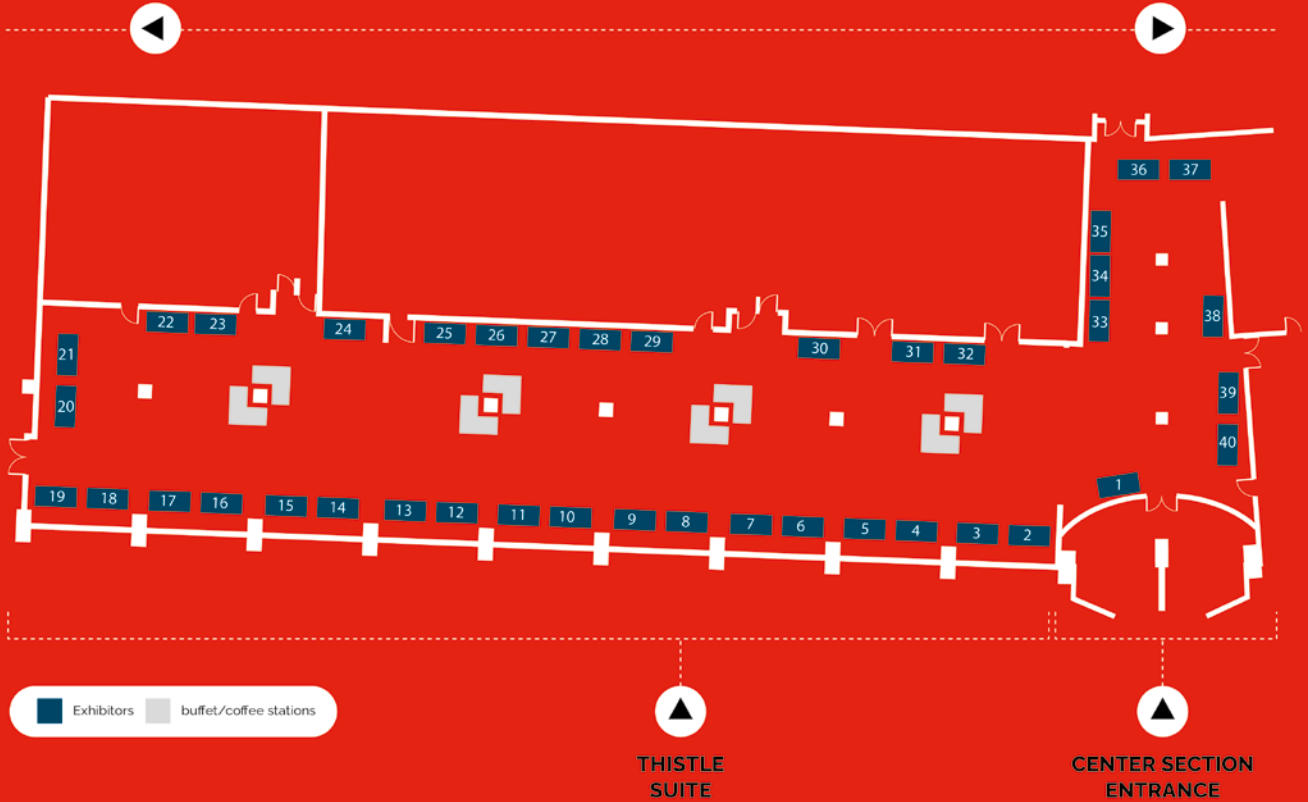 36 37
35
34
33
38
22 23
24
25 26 27 28 29
30
31 32
21
20
39
40
1
19 18 17 16 15 14 13 12 11 10 9 8 7 6 5 4 3 2
Exhibitors
buffet/coffee stations
THISTLE
SUITE
CENTER SECTION
ENTRANCE